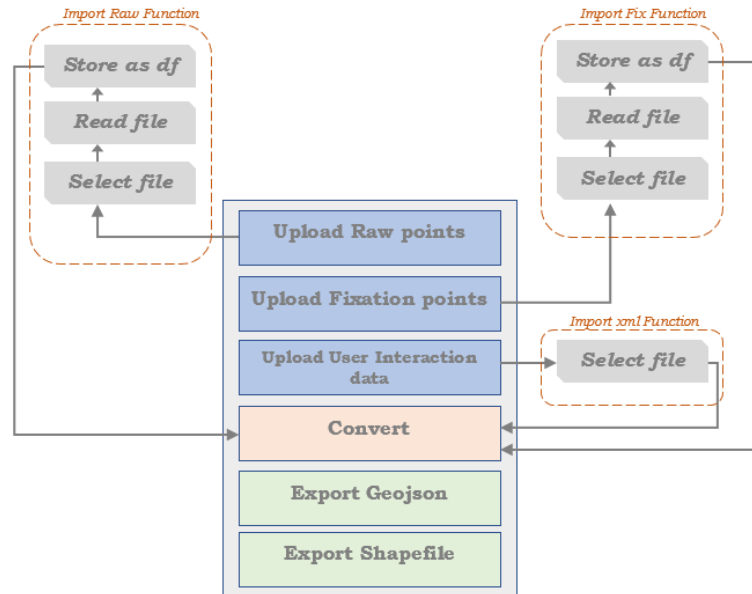 Import Raw Function
Store as df
Read file
Select file
Import Fix Function
Store as df
Read file
Select file
Upload Raw points
Upload Fixation points
Upload User Interaction
data
Import xml Function
Select file
Convert
Export Geojson
Export Shapefile